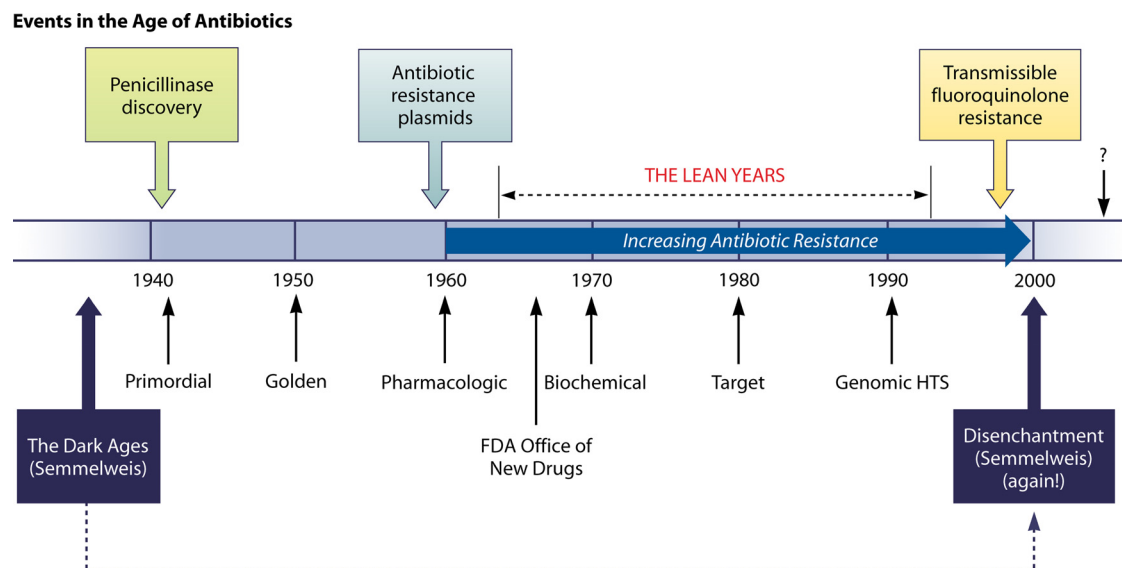 Events in the Age of Antibiotics
Penicillinase
discovery
Antibiotic
resistance
plasmids
Transmissible
fluoroquinolone
resistance
THE LEAN YEARS
?
Increasing Antibiotic Resistance
1940
1950
1960
1970
1980
1990
2000
Primordial
Golden
Pharmacologic
Biochemical
Target
Genomic HTS
The Dark Ages
(Semmelweis)
FDA Office of
New Drugs
Disenchantment
(Semmelweis)
(again!)